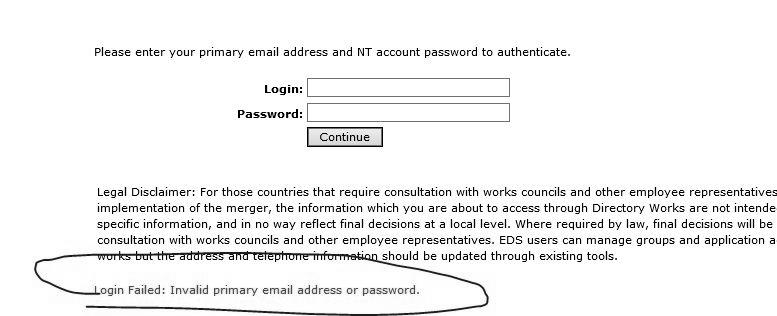 Please enter your primary email address and NT account password to authenticate.
Login:
Password:
Continue
Legal Disclaimer: For those countries that require consultation with works councils and other employee representatives
implementation of the merger, the information which you are about to access through Directory Works are not intende
specific information, and in no way reflect final decisions at a local level. Where required by law, final decisions will be
consultation with works councils and other employee representatives. EDS users can manage groups and application a
works but the address and telephone information should be updated through existing tools.
Login Failed: Invalid primary email address or password.